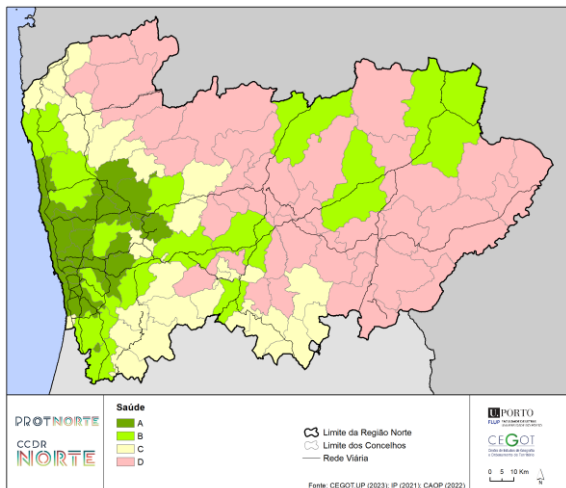 PROTNORTE
CCDR
NORTE
Saúde
A
B
C
D
Limite da Região Norte
Limite dos Concelhos
Rede Viária
Fonte: CEGOT.UP (2023); IP (2021); CAOP (2022)
U.PORTO
FLUP
CEGOT
0 5 10 Km
N